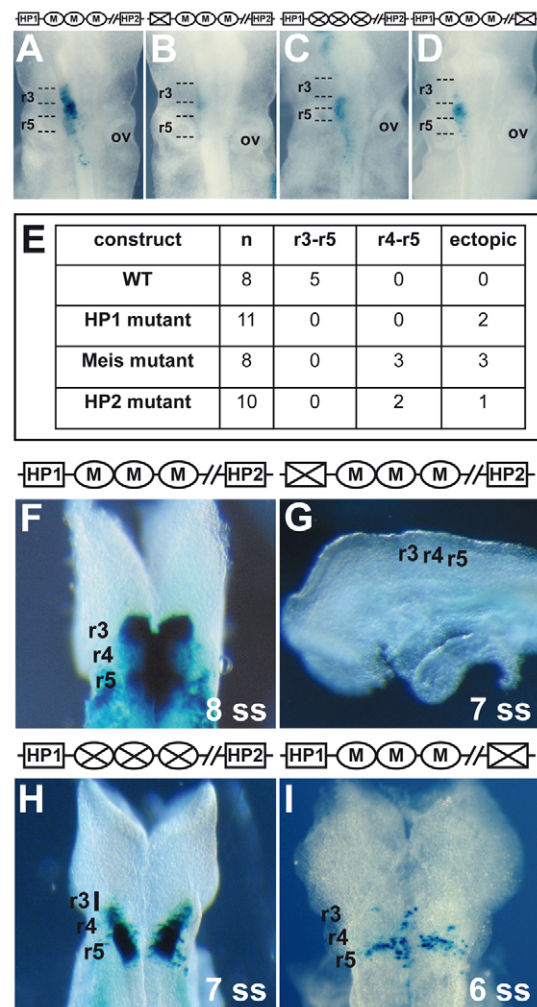 HP1 M M M // HP2 M M M // HP2 HP1 // HP2 HP1 M M M //
A B C D
r3 r3 r3 r3
r5 r5 r5 r5
ov ov ov ov
E
construct n r3-r5 r4-r5 ectopic
WT 8 5 0 0
HP1 mutant 11 0 0 2
Meis mutant 8 0 3 3
HP2 mutant 10 0 2 1
HP1 M M M // HP2 M M M // HP2
F G
r3 r4 r5
r3
r4
r5
8 ss 7 ss
HP1 // HP2 HP1 M M M //
H I
r3 r3
r4 r4
r5 r5
7 ss 6 ss